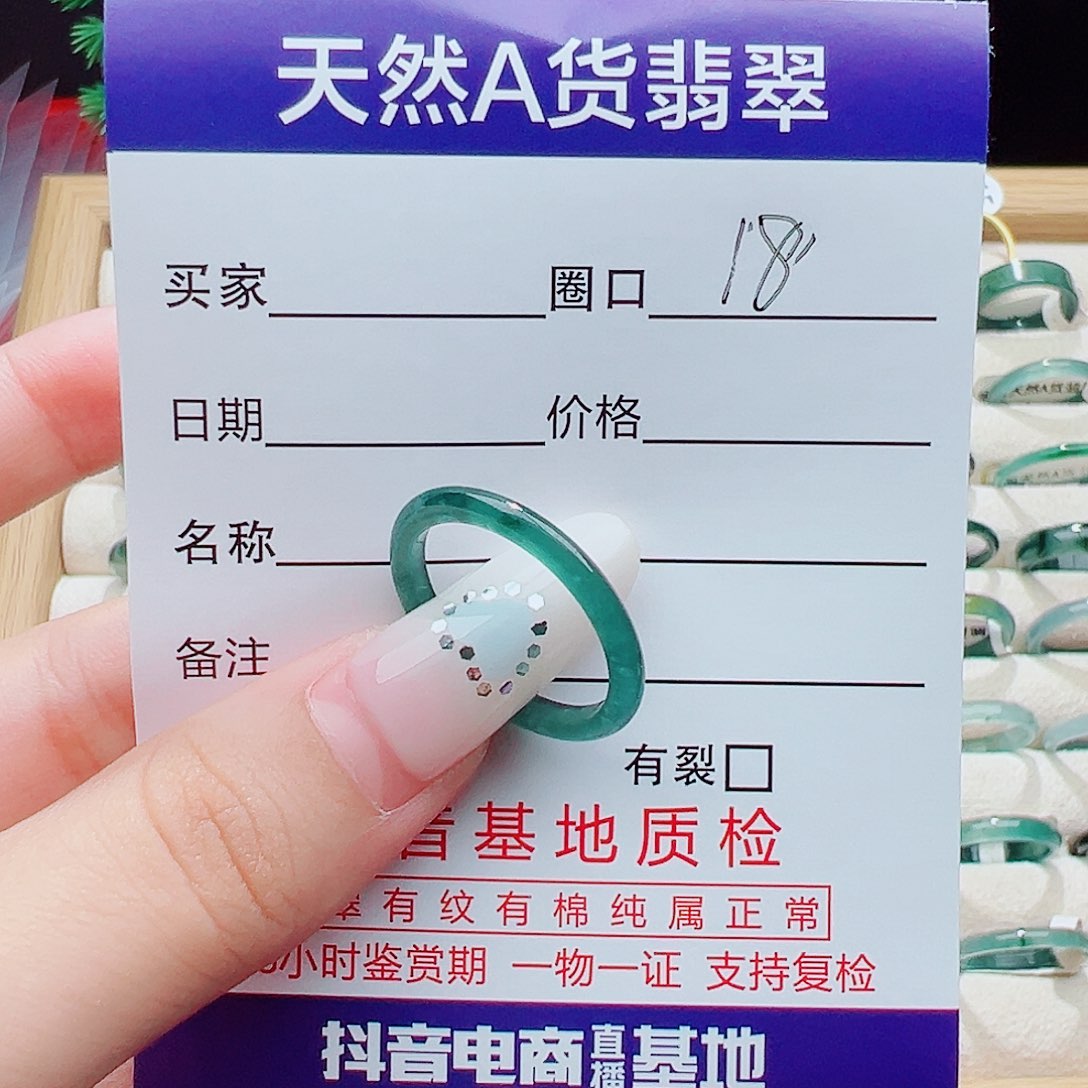 天然A货翡翠
买家 圈口 18
日期 价格
名称
备注
有裂□
音基地质检
翠有纹有棉纯属正常
小时鉴赏期 一物一证 支持复检
抖音电商直播基地